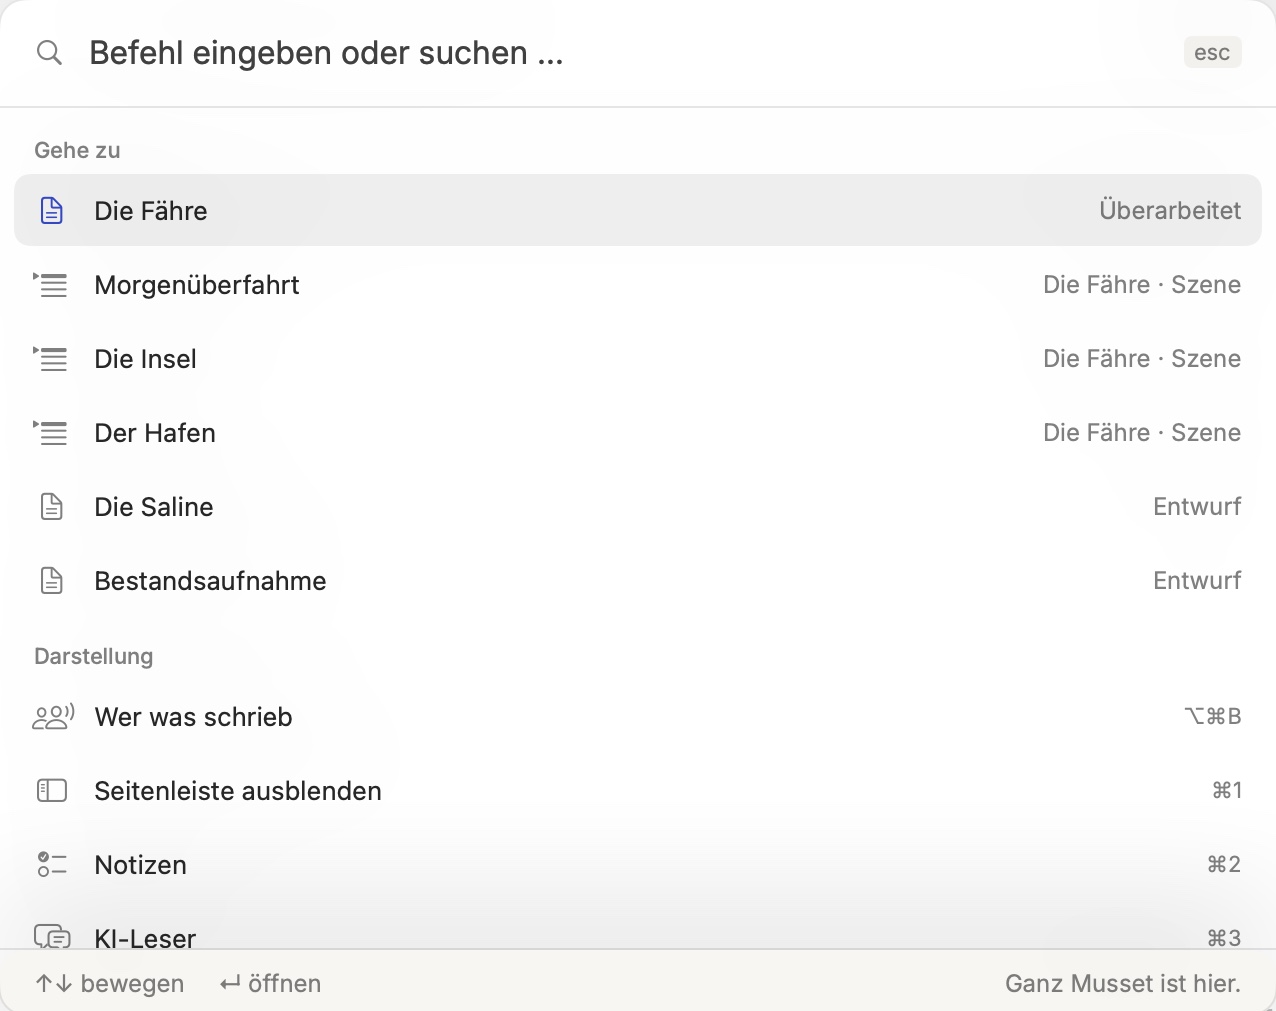 Befehl eingeben oder suchen ...
esc
Gehe zu
Die Fähre Überarbeitet
Morgenüberfahrt Die Fähre · Szene
Die Insel Die Fähre · Szene
Der Hafen Die Fähre · Szene
Die Saline Entwurf
Bestandsaufnahme Entwurf
Darstellung
Wer was schrieb ⌥⌘B
Seitenleiste ausblenden ⌘1
Notizen ⌘2
KI-Leser ⌘3
↑↓ bewegen ↵ öffnen Ganz Musset ist hier.